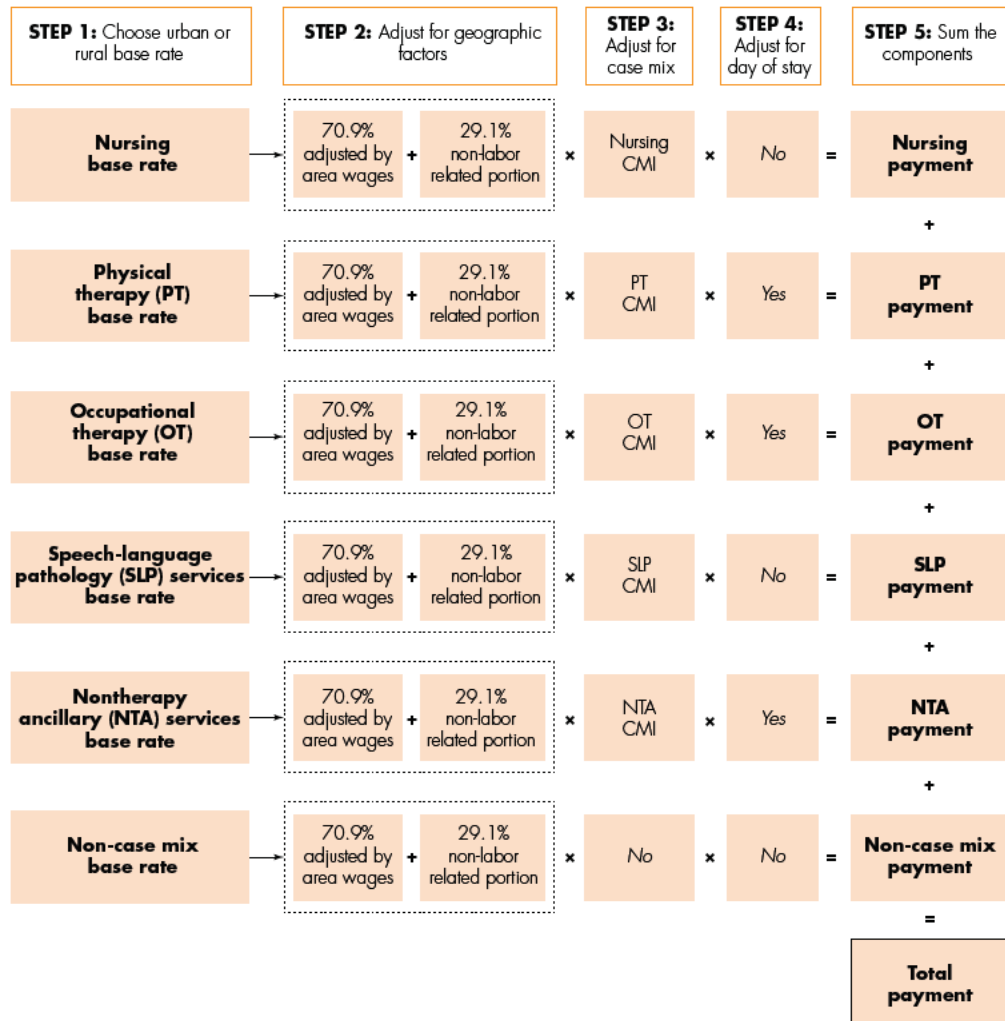 STEP 1: Choose urban or
rural base rate
STEP 2: Adjust for geographic
factors
STEP 3:
Adjust for
case mix
STEP 4:
Adjust for
day of stay
STEP 5: Sum the
components
Nursing
base rate
70.9%
adjusted by
area wages
+
29.1%
non-labor
related portion
×
Nursing
CMI
×
No
=
Nursing
payment
+
Physical
therapy (PT)
base rate
70.9%
adjusted by
area wages
+
29.1%
non-labor
related portion
×
PT
CMI
×
Yes
=
PT
payment
+
Occupational
therapy (OT)
base rate
70.9%
adjusted by
area wages
+
29.1%
non-labor
related portion
×
OT
CMI
×
Yes
=
OT
payment
+
Speech-language
pathology (SLP) services
base rate
70.9%
adjusted by
area wages
+
29.1%
non-labor
related portion
×
SLP
CMI
×
No
=
SLP
payment
+
Nontherapy
ancillary (NTA) services
base rate
70.9%
adjusted by
area wages
+
29.1%
non-labor
related portion
×
NTA
CMI
×
Yes
=
NTA
payment
+
Non-case mix
base rate
70.9%
adjusted by
area wages
+
29.1%
non-labor
related portion
×
No
×
No
=
Non-case mix
payment
=
Total
payment